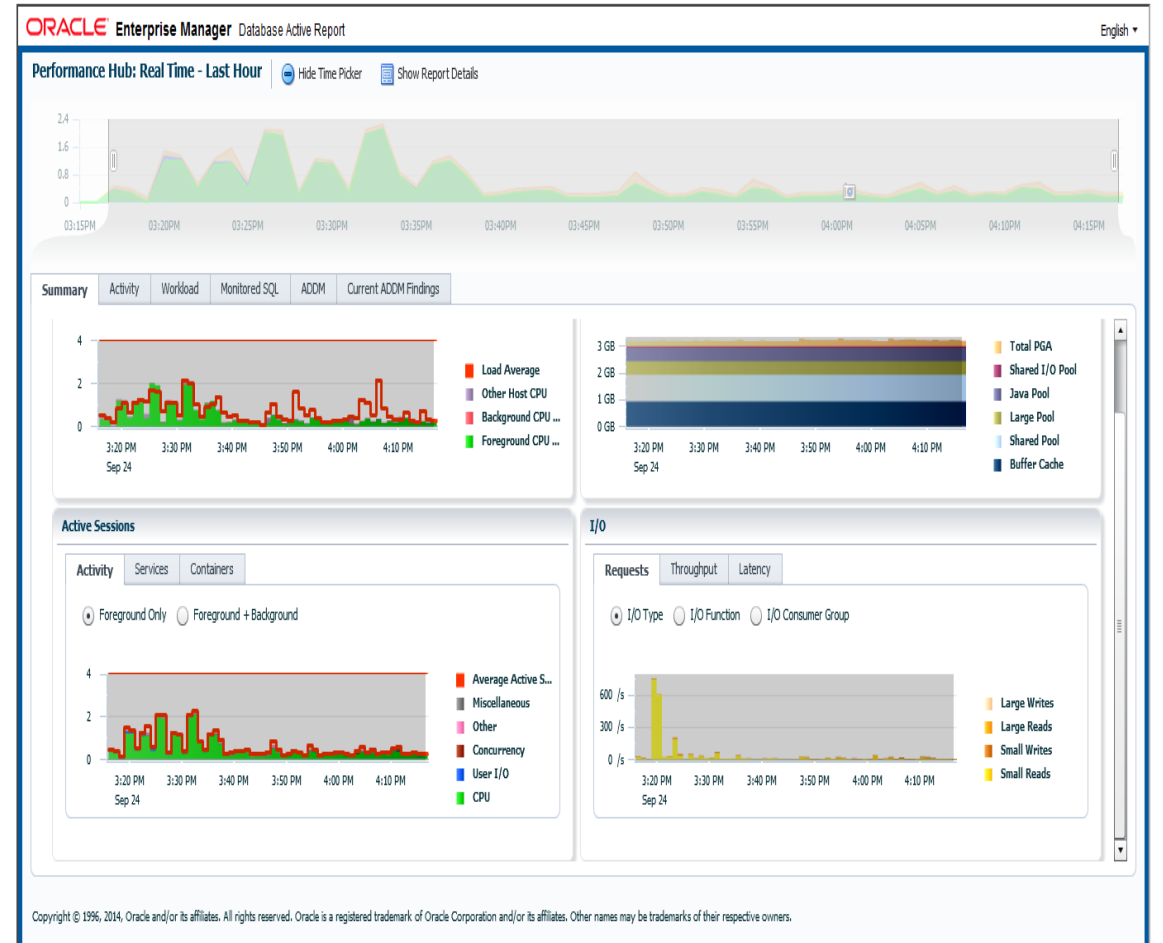 ORACLE Enterprise Manager Database Active Report
English
Performance Hub: Real Time - Last Hour
Hide Time Picker
Show Report Details
2.4
1.6
0.8
0
03:15PM 03:20PM 03:25PM 03:30PM 03:35PM 03:40PM 03:45PM 03:50PM 03:55PM 04:00PM 04:05PM 04:10PM 04:15PM
Summary Activity Workload Monitored SQL ADDM Current ADDM Findings
4
2
0
3:20 PM 3:30 PM 3:40 PM 3:50 PM 4:00 PM 4:10 PM
Sep 24
Load Average
Other Host CPU
Background CPU ...
Foreground CPU ...
3 GB
2 GB
1 GB
0 GB
3:20 PM 3:30 PM 3:40 PM 3:50 PM 4:00 PM 4:10 PM
Sep 24
Total PGA
Shared I/O Pool
Java Pool
Large Pool
Shared Pool
Buffer Cache
Active Sessions
Activity Services Containers
Foreground Only Foreground + Background
4
2
0
3:20 PM 3:30 PM 3:40 PM 3:50 PM 4:00 PM 4:10 PM
Sep 24
Average Active S...
Miscellaneous
Other
Concurrency
User I/O
CPU
I/O
Requests Throughput Latency
I/O Type I/O Function I/O Consumer Group
600 /s
300 /s
0 /s
3:20 PM 3:30 PM 3:40 PM 3:50 PM 4:00 PM 4:10 PM
Sep 24
Large Writes
Large Reads
Small Writes
Small Reads
Copyright © 1996, 2014, Oracle and/or its affiliates. All rights reserved. Oracle is a registered trademark of Oracle Corporation and/or its affiliates. Other names may be trademarks of their respective owners.